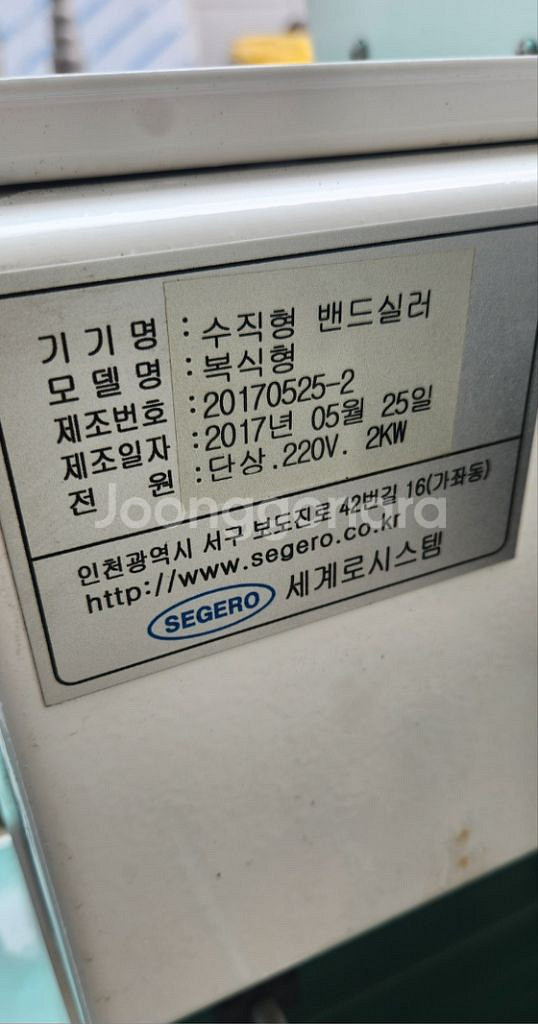 기 기 명 : 수직형 밴드실러
모 델 명 : 복식형
제조번호 : 20170525-2
제조일자 : 2017년 05월 25일
전 원 : 단상.220V. 2KW
Joonggonara
인천광역시 서구 보도진로 42번길 16(가좌동)
http://www.segero.co.kr
SEGERO 세계로시스템